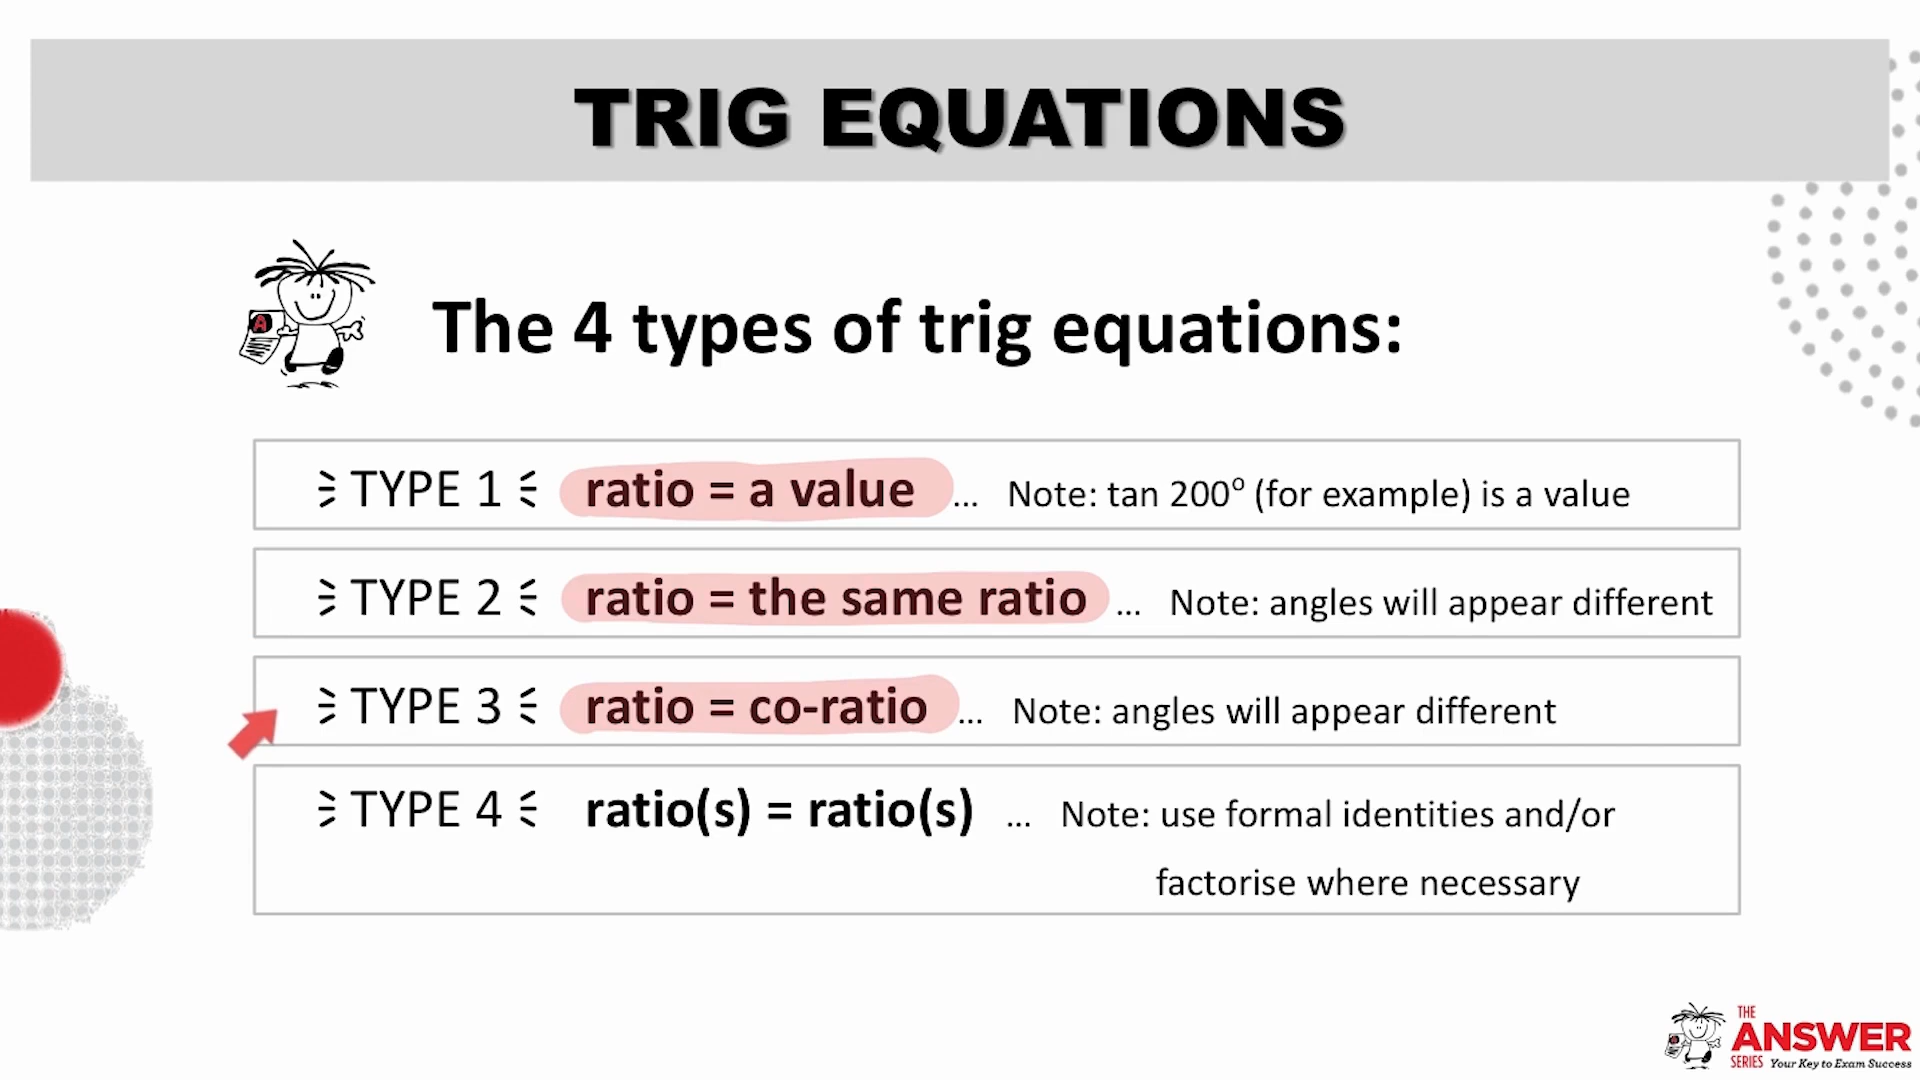 TRIG EQUATIONS
The 4 types of trig equations:
TYPE 1 ratio = a value ... Note: tan 200° (for example) is a value
TYPE 2 ratio = the same ratio ... Note: angles will appear different
TYPE 3 ratio = co-ratio ... Note: angles will appear different
TYPE 4 ratio(s) = ratio(s) ... Note: use formal identities and/or
factorise where necessary
THE
ANSWER
SERIES Your Key to Exam Success
A